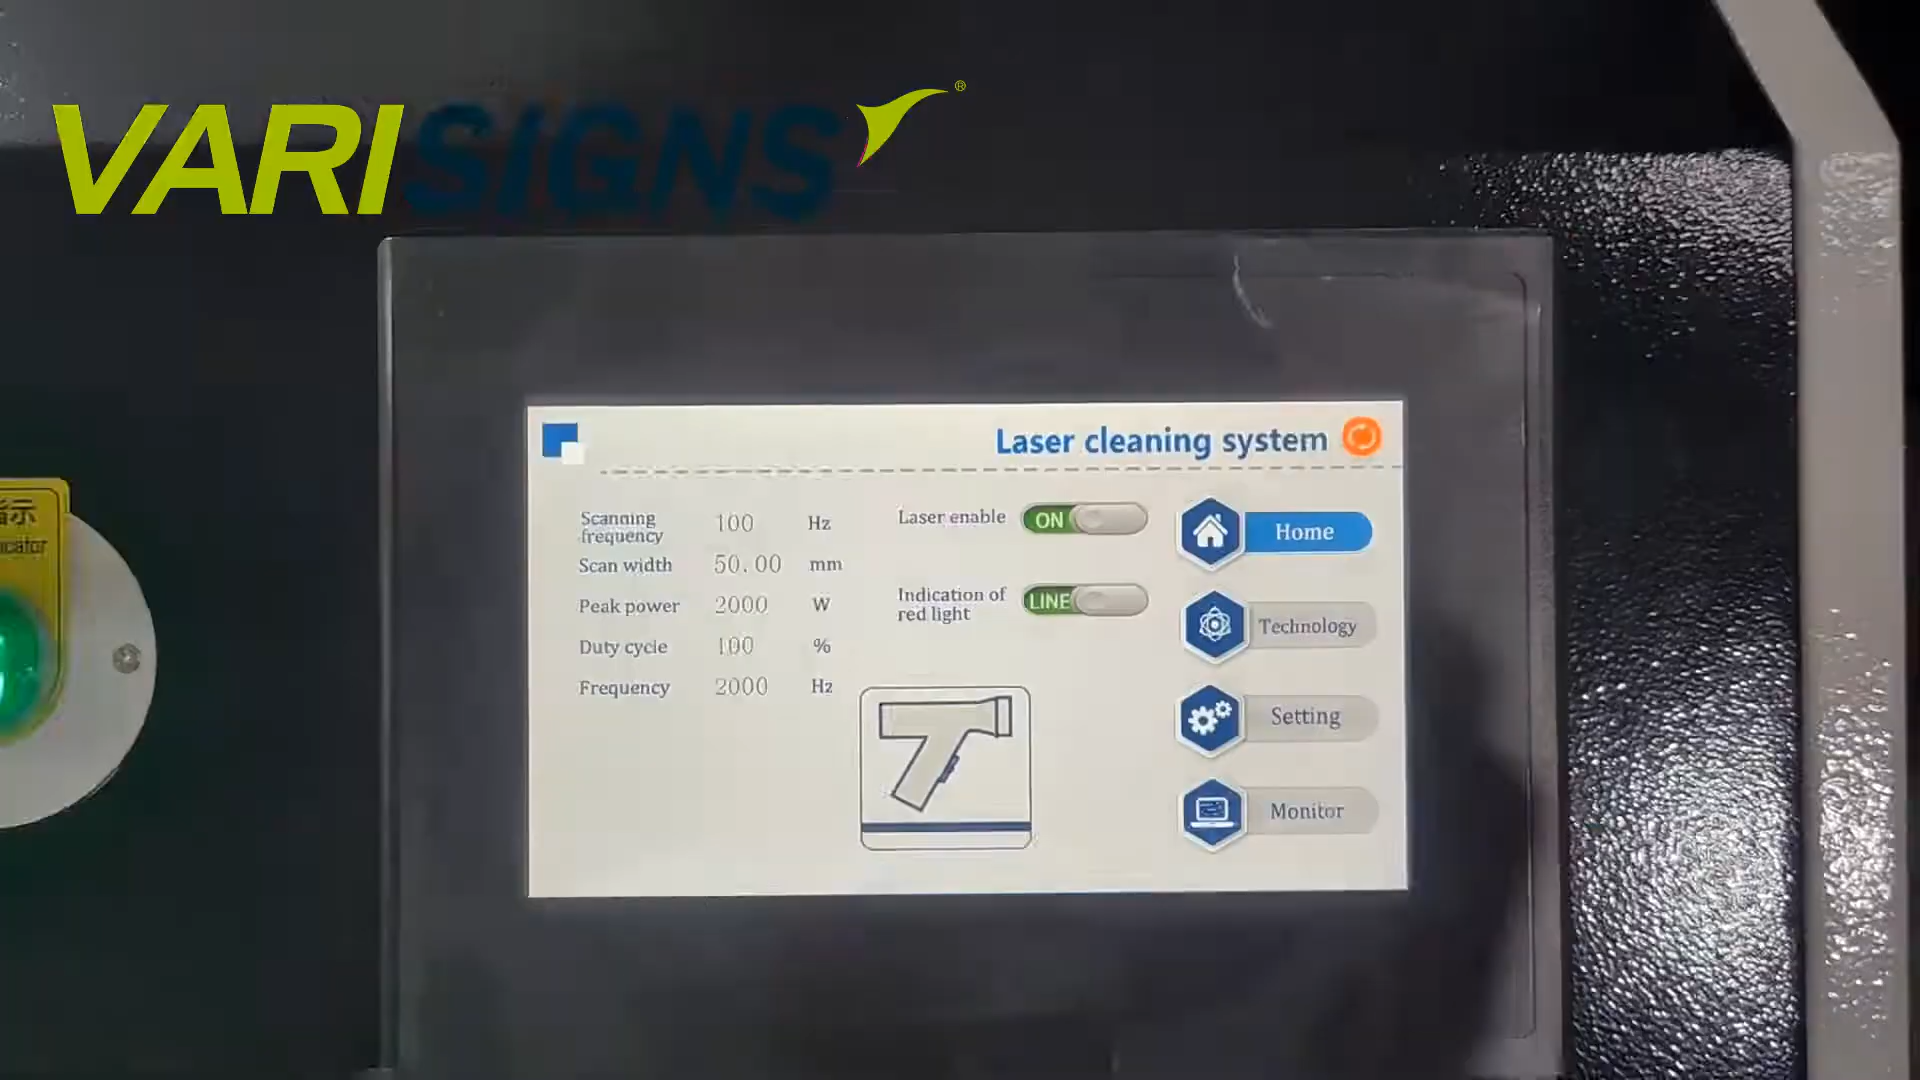 VARISIGNS®
Laser cleaning system
Scanning
frequency
100 Hz
Scan width 50.00 mm
Peak power 2000 W
Duty cycle 100 %
Frequency 2000 Hz
Laser enable ON
Indication of
red light
LINE
Home
Technology
Setting
Monitor
示